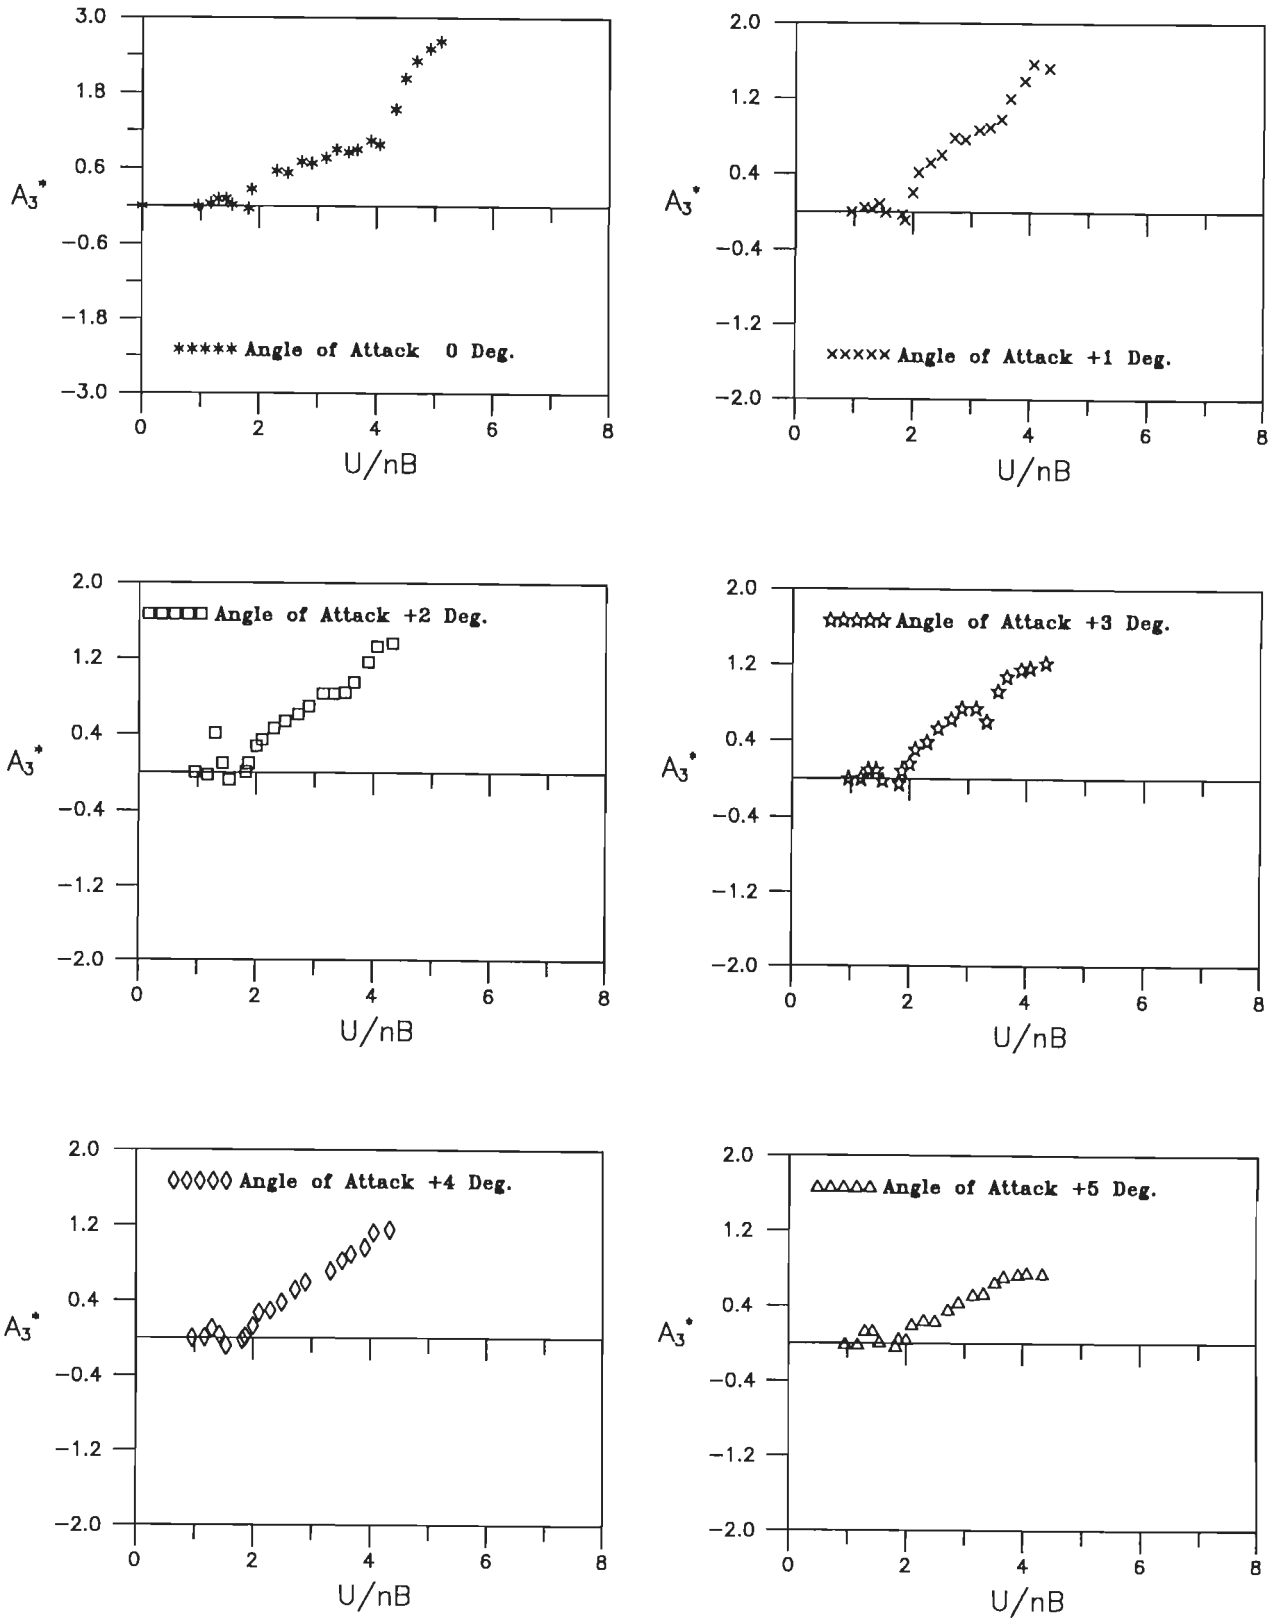 3.0
1.8
0.6
A3*
−0.6
−1.8
****** Angle of Attack 0 Deg.
−3.0
0 2 4 6 8
U/nB
2.0
1.2
0.4
A3*
−0.4
−1.2
××××× Angle of Attack +1 Deg.
−2.0
0 2 4 6 8
U/nB
2.0
□□□□□ Angle of Attack +2 Deg.
1.2
0.4
A3*
−0.4
−1.2
−2.0
0 2 4 6 8
U/nB
2.0
☆☆☆☆☆ Angle of Attack +3 Deg.
1.2
0.4
A3*
−0.4
−1.2
−2.0
0 2 4 6 8
U/nB
2.0
◊◊◊◊◊ Angle of Attack +4 Deg.
1.2
0.4
A3*
−0.4
−1.2
−2.0
0 2 4 6 8
U/nB
2.0
△△△△△ Angle of Attack +5 Deg.
1.2
0.4
A3*
−0.4
−1.2
−2.0
0 2 4 6 8
U/nB